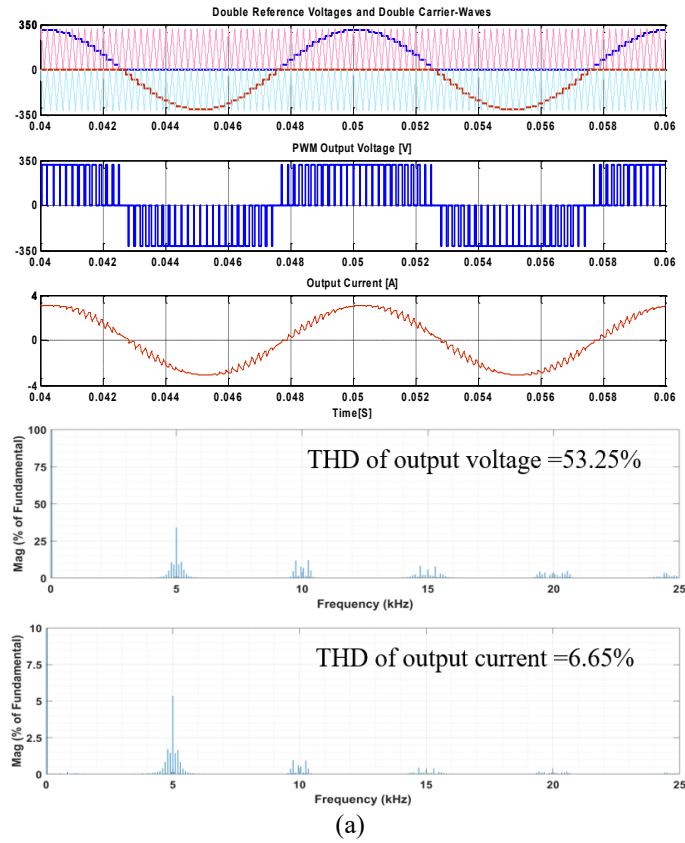 Double Reference Voltages and Double Carrier-Waves
350
0
-350
0.04 0.042 0.044 0.046 0.048 0.05 0.052 0.054 0.056 0.058 0.06
PWM Output Voltage [V]
350
0
-350
0.04 0.042 0.044 0.046 0.048 0.05 0.052 0.054 0.056 0.058 0.06
Output Current [A]
4
0
-4
0.04 0.042 0.044 0.046 0.048 0.05 0.052 0.054 0.056 0.058 0.06
Time[S]
Mag (% of Fundamental)
100
75
50
25
0
THD of output voltage =53.25%
0 5 10 15 20 25
Frequency (kHz)
Mag (% of Fundamental)
10
7.5
5
2.5
0
THD of output current =6.65%
0 5 10 15 20 25
Frequency (kHz)
(a)